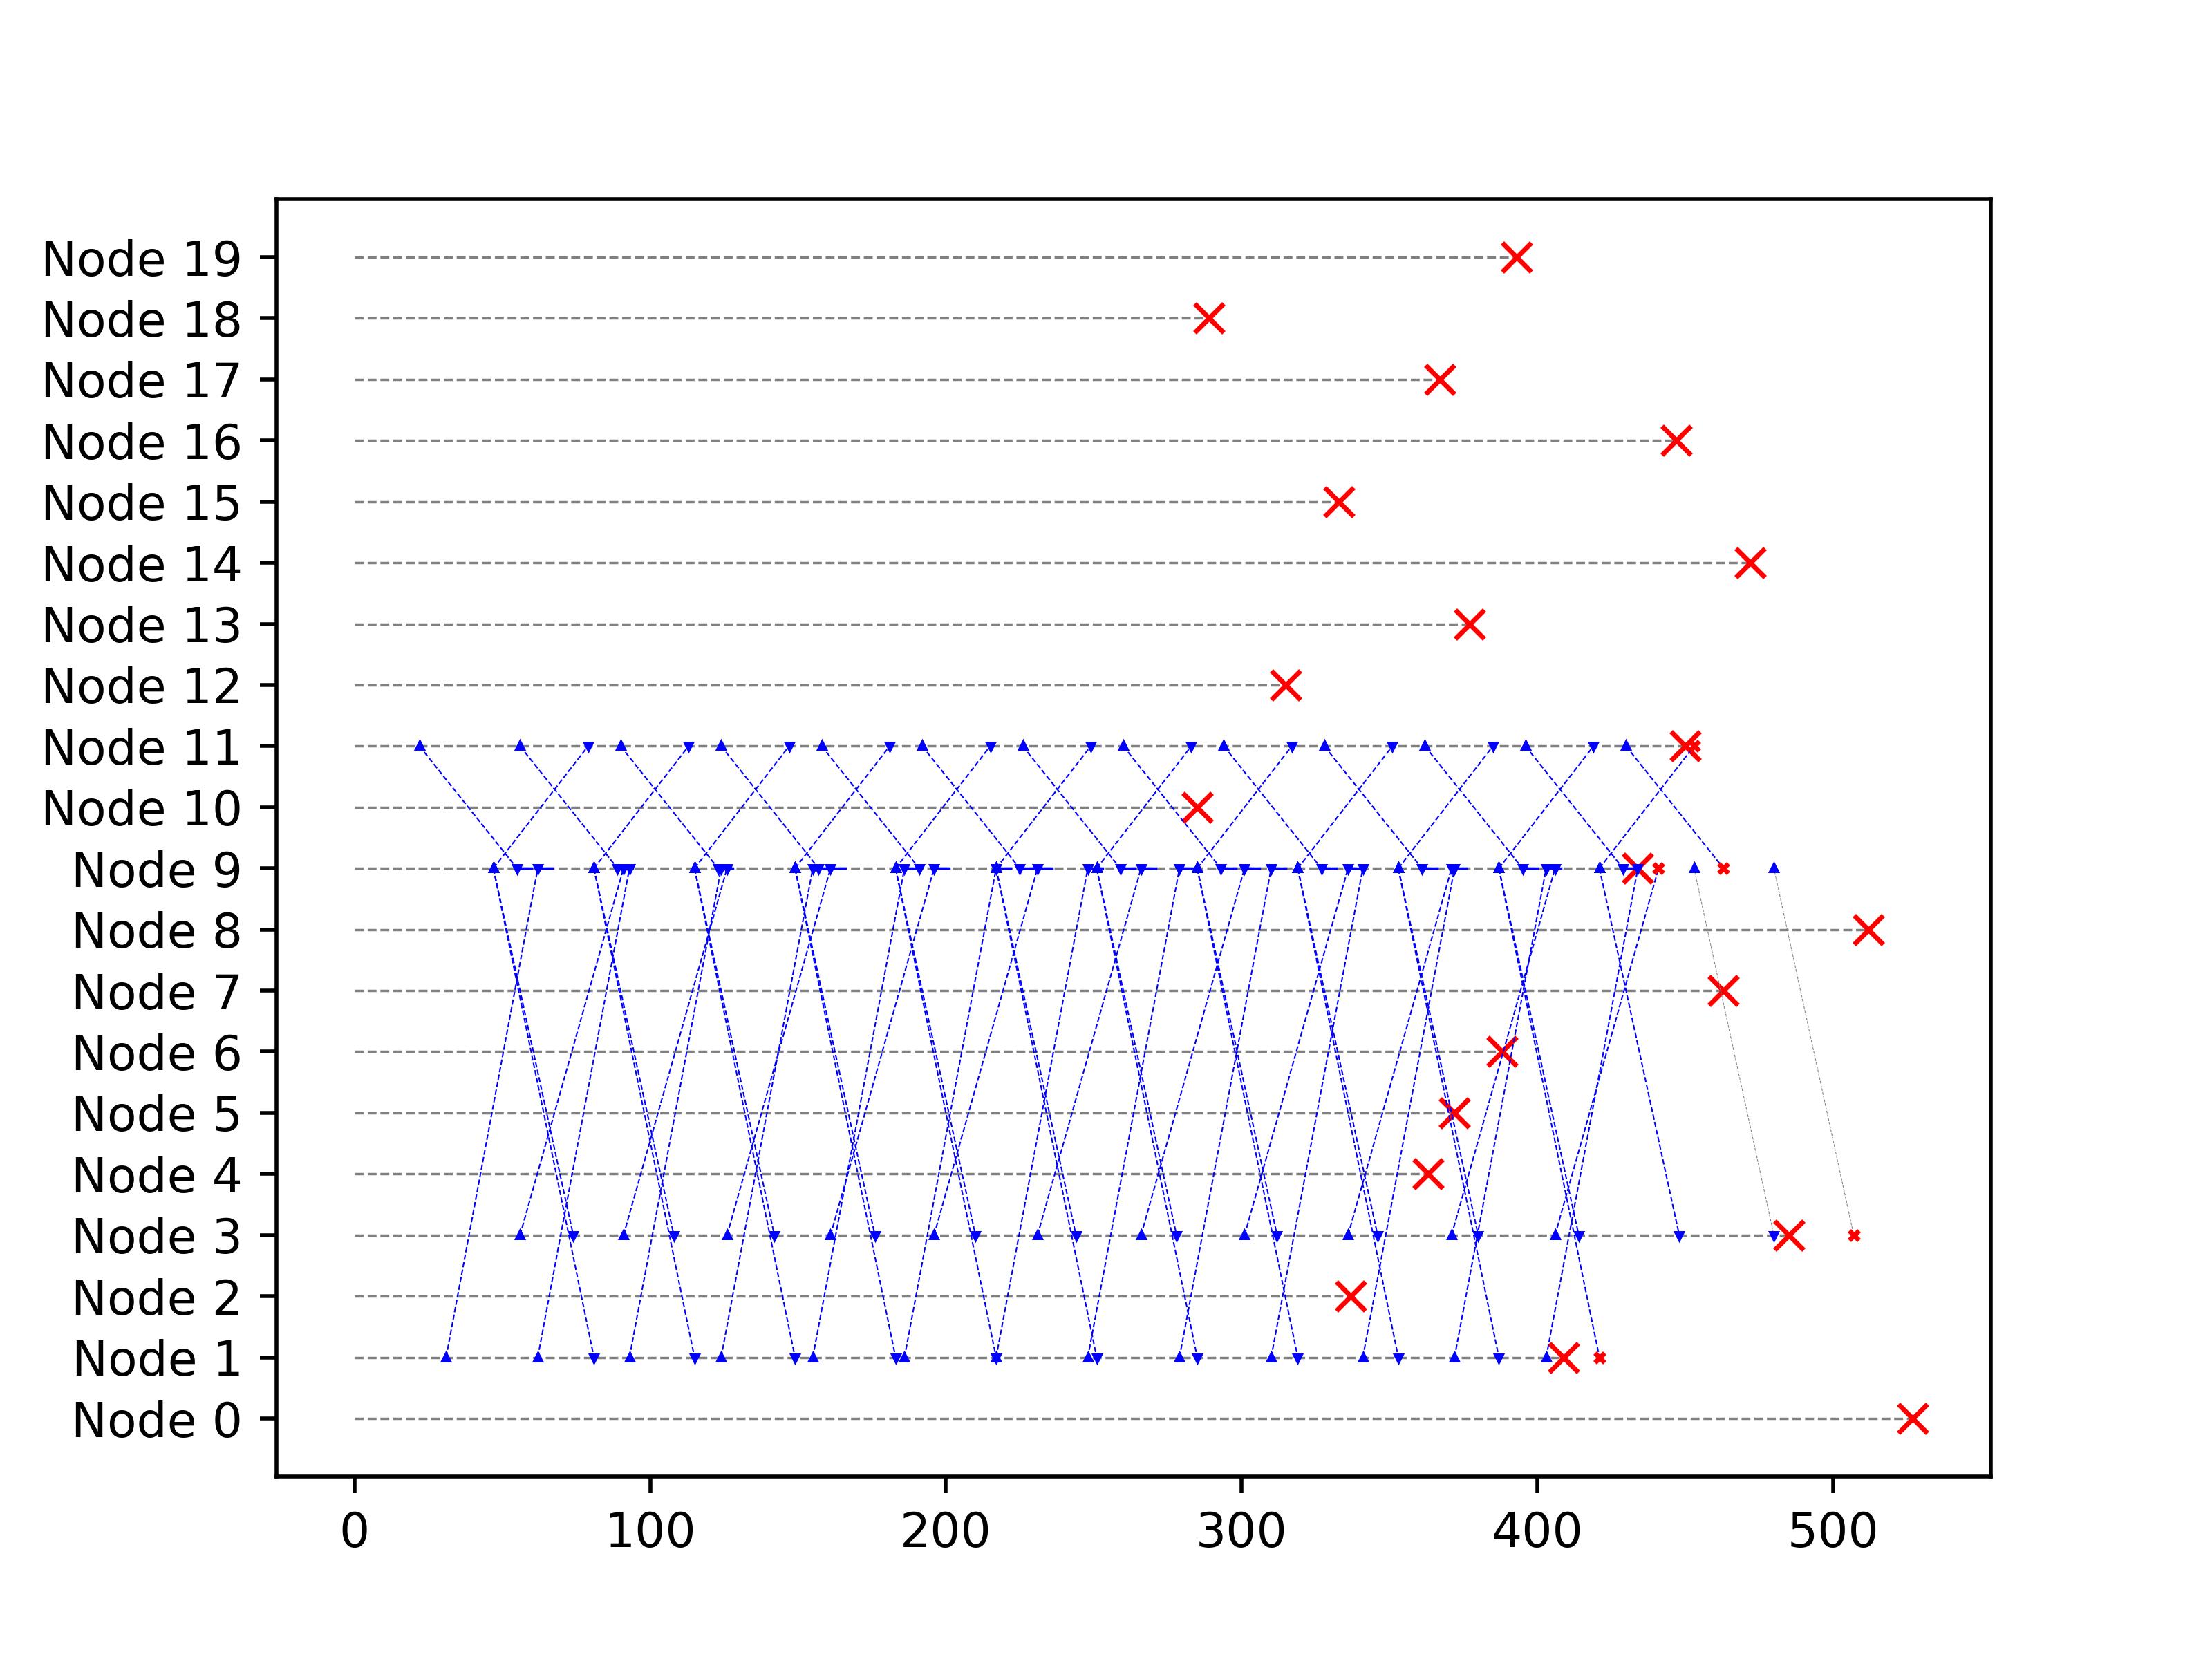 Node 19
Node 18
Node 17
Node 16
Node 15
Node 14
Node 13
Node 12
Node 11
Node 10
Node 9
Node 8
Node 7
Node 6
Node 5
Node 4
Node 3
Node 2
Node 1
Node 0
0 100 200 300 400 500